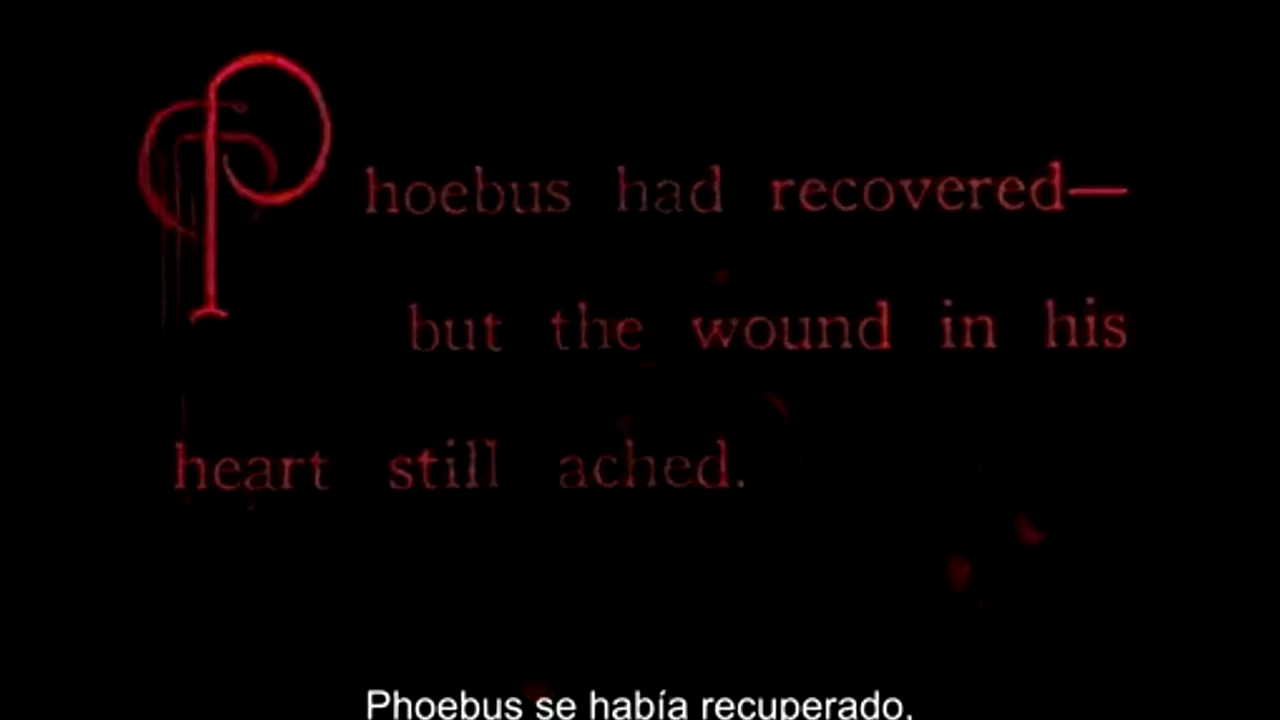 Phoebus had recovered—
but the wound in his
heart still ached.
Phoebus se había recuperado,